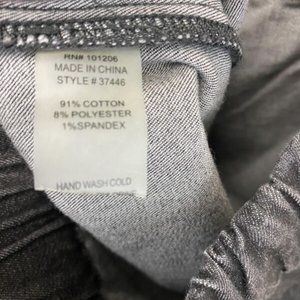 RN# 101206
MADE IN CHINA
STYLE # 37446
91% COTTON
8% POLYESTER
1% SPANDEX
HAND WASH COLD